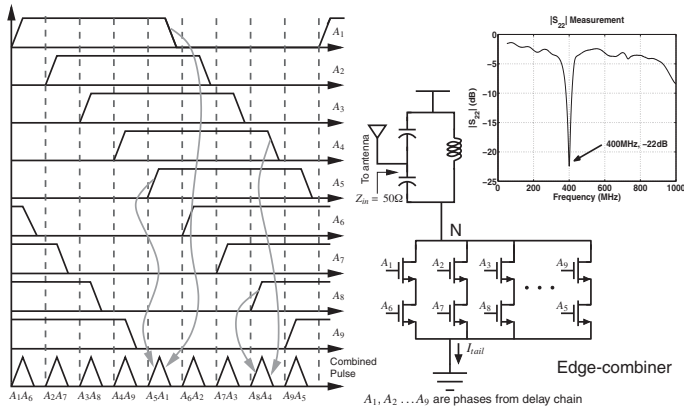 A1
A2
A3
A4
A5
A6
A7
A8
A9
Combined
Pulse
A1A6 A2A7 A3A8 A4A9 A5A1 A6A2 A7A3 A8A4 A9A5
To antenna
Zin = 50Ω
N
A1 A2 A3 A9
A6 A7 A8 A5
Itail
Edge-combiner
A1, A2 ...A9 are phases from delay chain
|S22| Measurement
|S22| (dB)
0
−5
−10
−15
−20
−25
400MHz, −22dB
0 200 400 600 800 1000
Frequency (MHz)